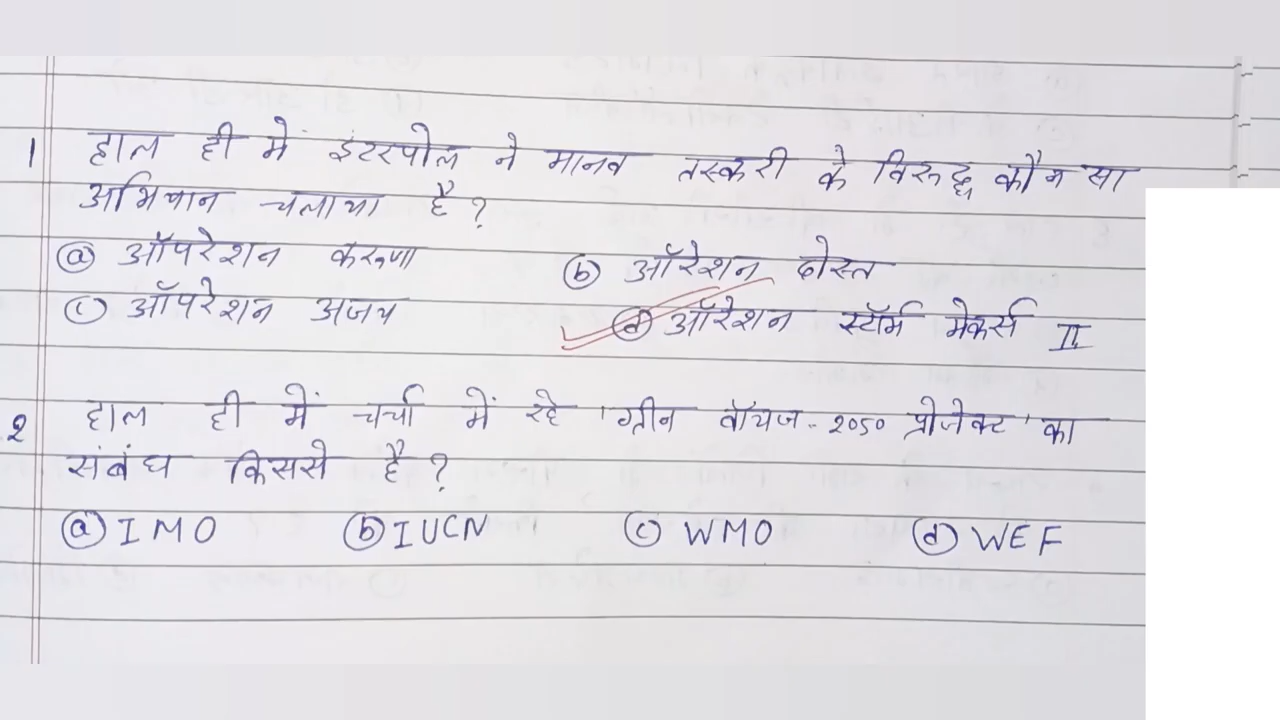 1 हाल ही में इंटरपोल ने मानव तस्करी के विरुद्ध कौन सा
अभियान चलाया है ?
(a) ऑपरेशन करुणा (b) ऑरेशन दोस्त
(c) ऑपरेशन अजय (d) ऑरेशन स्टॉर्म मेकर्स II
2 हाल ही में चर्चा में रहे 'ग्रीन वॉयज - 2050 प्रोजेक्ट' का
संबंध किससे है ?
(a) IMO (b) IUCN (c) WMO (d) WEF